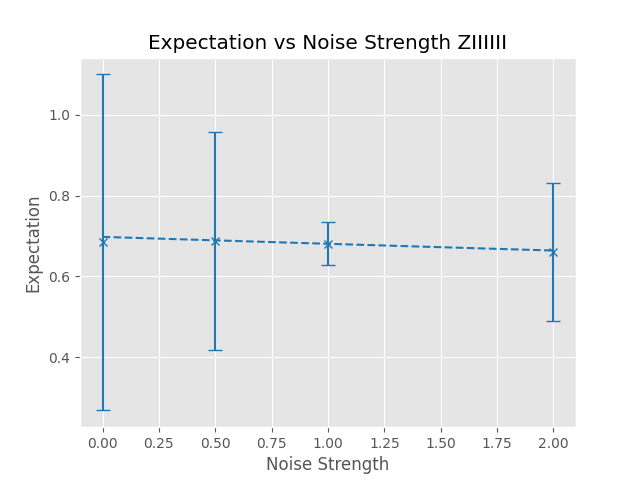 Expectation vs Noise Strength ZIIIIII
1.0
0.8
0.6
0.4
Expectation
0.00 0.25 0.50 0.75 1.00 1.25 1.50 1.75 2.00
Noise Strength